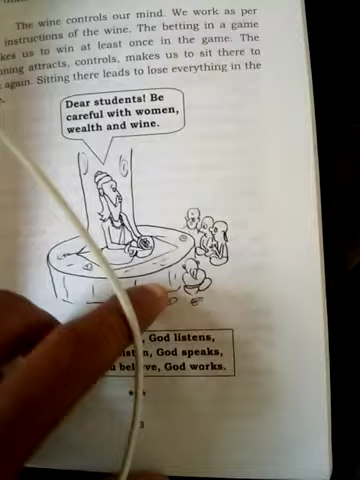 The wine controls our mind. We work as per
instructions of the wine. The betting in a game
kes us to win at least once in the game. The
nning attracts, controls, makes us to sit there to
again. Sitting there leads to lose everything in the
Dear students! Be
careful with women,
wealth and wine.
, God listens,
listen, God speaks,
u believe, God works.
3